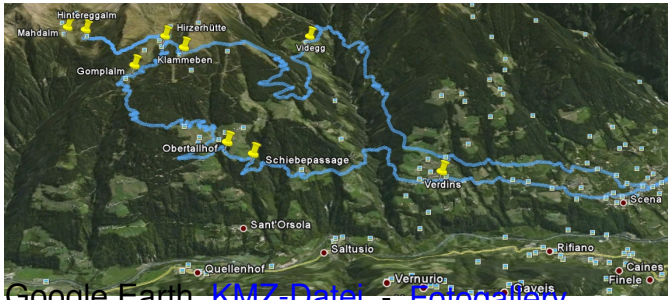 Hintereggalm
Mahdalm
Hirzerhütte
Klammeben
Videgg
Gomplalm
Obertallhof
Schiebepassage
Verdins
Scena
Sant'Orsola
Saltusio
Rifiano
Quellenhof
Caines
Vernurio
Finele
Gaveis
Google Earth KMZ-Datei - Fotogallery